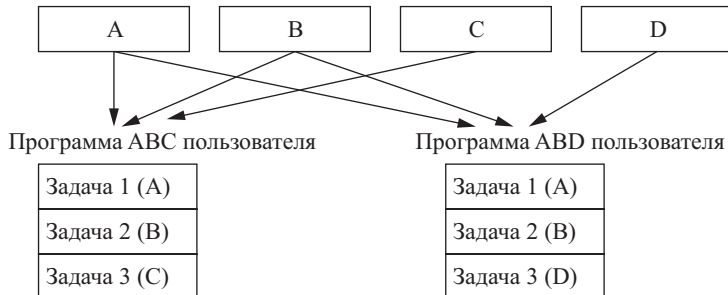 A B C D
Программа ABC пользователя Программа ABD пользователя
Задача 1 (A) Задача 1 (A)
Задача 2 (B) Задача 2 (B)
Задача 3 (C) Задача 3 (D)